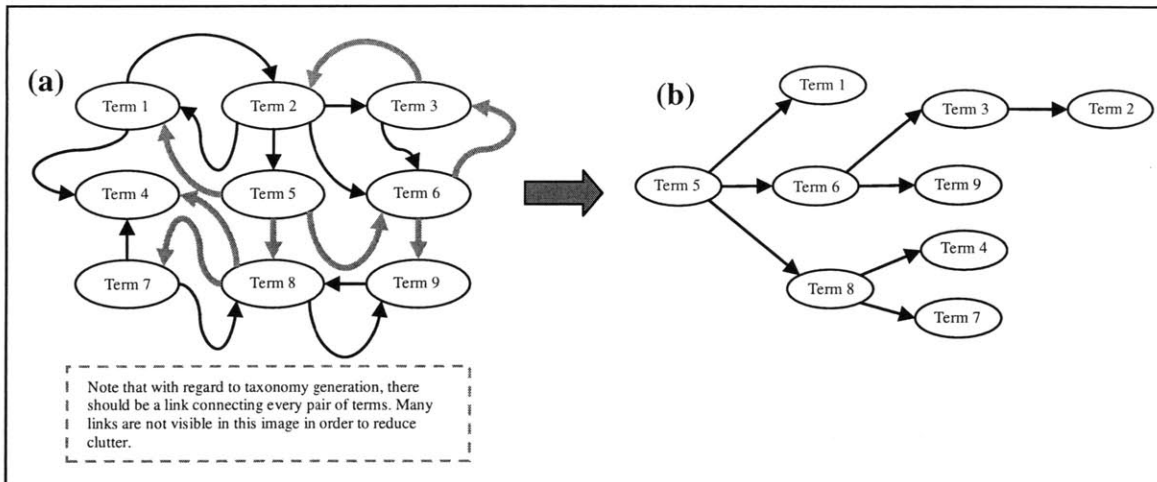 (a)
Term 1
Term 2
Term 3
Term 4
Term 5
Term 6
Term 7
Term 8
Term 9
Note that with regard to taxonomy generation, there
should be a link connecting every pair of terms. Many
links are not visible in this image in order to reduce
clutter.
(b)
Term 1
Term 3
Term 2
Term 5
Term 6
Term 9
Term 4
Term 8
Term 7